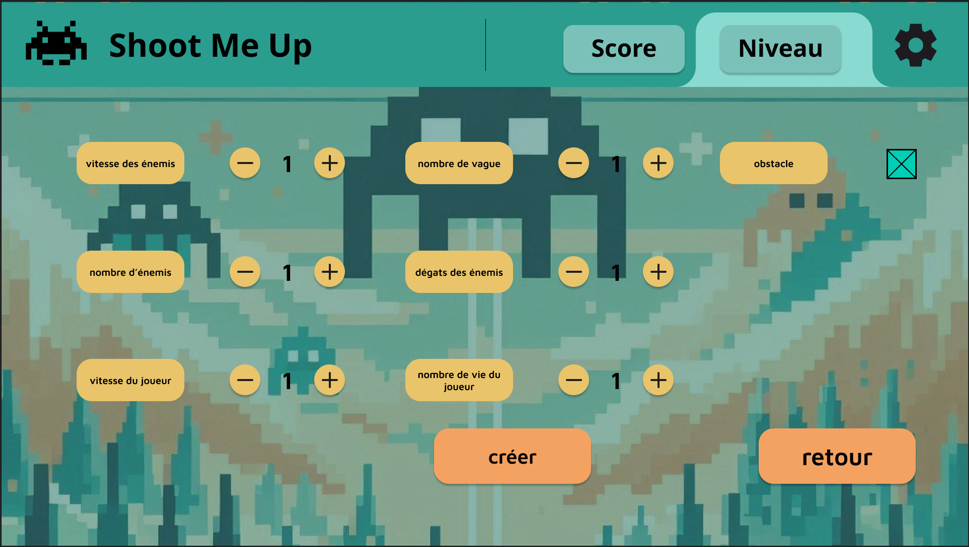 Shoot Me Up
Score
Niveau
vitesse des énemis
1
nombre de vague
1
obstacle
nombre d'énemis
1
dégats des énemis
1
vitesse du joueur
1
nombre de vie du
joueur
1
créer
retour